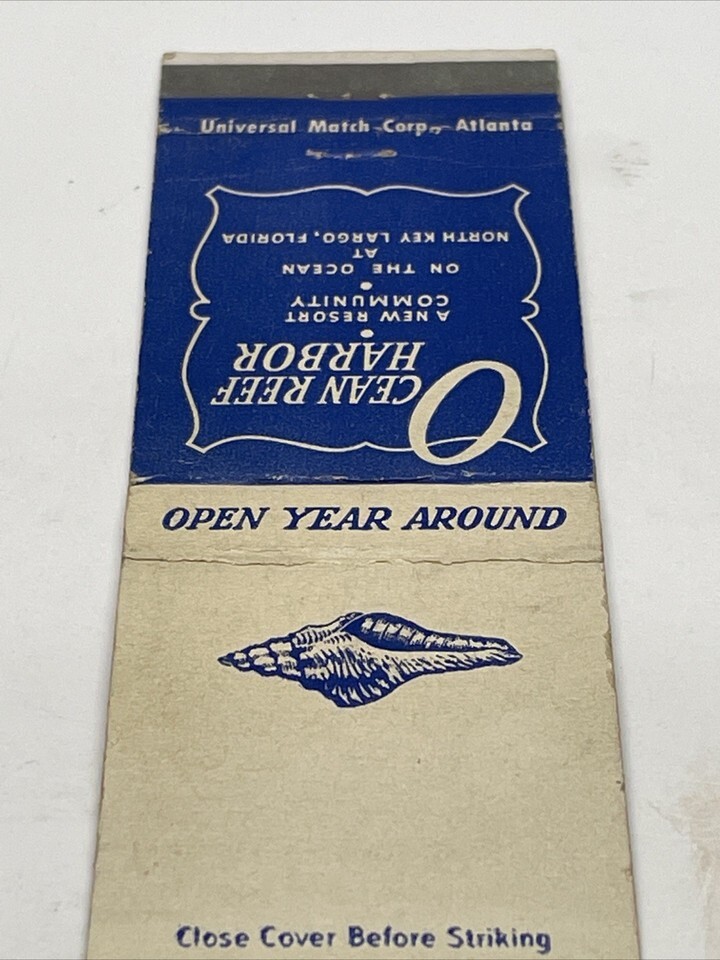 Universal Match Corp., Atlanta
OCEAN REEF
HARBOR
•
A NEW RESORT
COMMUNITY
•
ON THE OCEAN
AT
NORTH KEY LARGO, FLORIDA
OPEN YEAR AROUND
Close Cover Before Striking